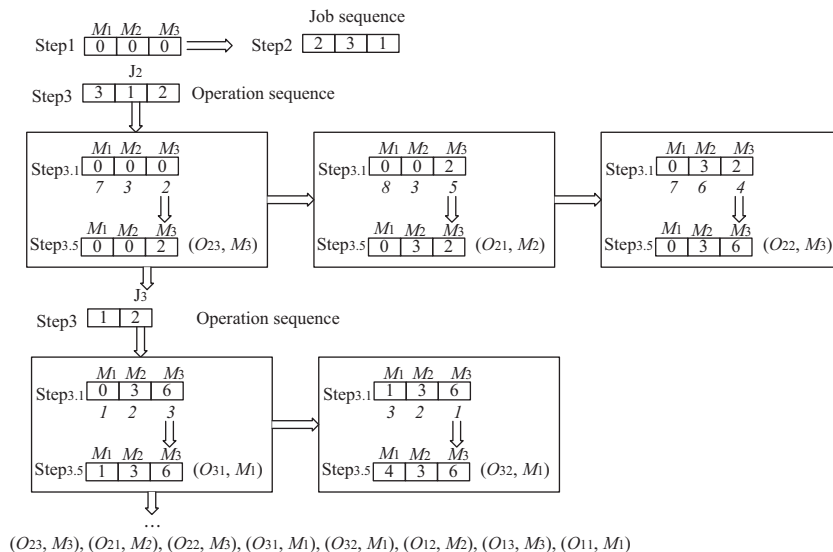 Job sequence
M1 M2 M3
Step1 0 0 0 Step2 2 3 1
J2
Step3 3 1 2 Operation sequence
M1 M2 M3 M1 M2 M3 M1 M2 M3
Step3.1 0 0 0 Step3.1 0 0 2 Step3.1 0 3 2
7 3 2 8 3 5 7 6 4
M1 M2 M3 M1 M2 M3 M1 M2 M3
Step3.5 0 0 2 (O23, M3) Step3.5 0 3 2 (O21, M2) Step3.5 0 3 6 (O22, M3)
J3
Step3 1 2 Operation sequence
M1 M2 M3 M1 M2 M3
Step3.1 0 3 6 Step3.1 1 3 6
1 2 3 3 2 1
M1 M2 M3 M1 M2 M3
Step3.5 1 3 6 (O31, M1) Step3.5 4 3 6 (O32, M1)
...
(O23, M3), (O21, M2), (O22, M3), (O31, M1), (O32, M1), (O12, M2), (O13, M3), (O11, M1)